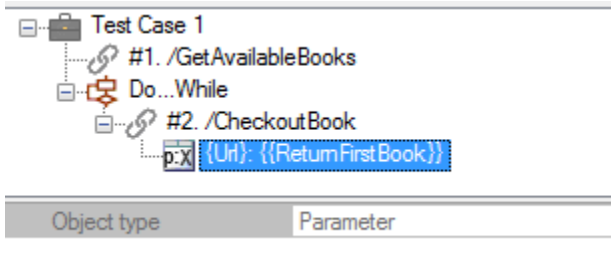 Test Case 1
#1. /GetAvailableBooks
Do...While
#2. /CheckoutBook
p:X {Url}: {{ReturnFirstBook}}
Object type Parameter